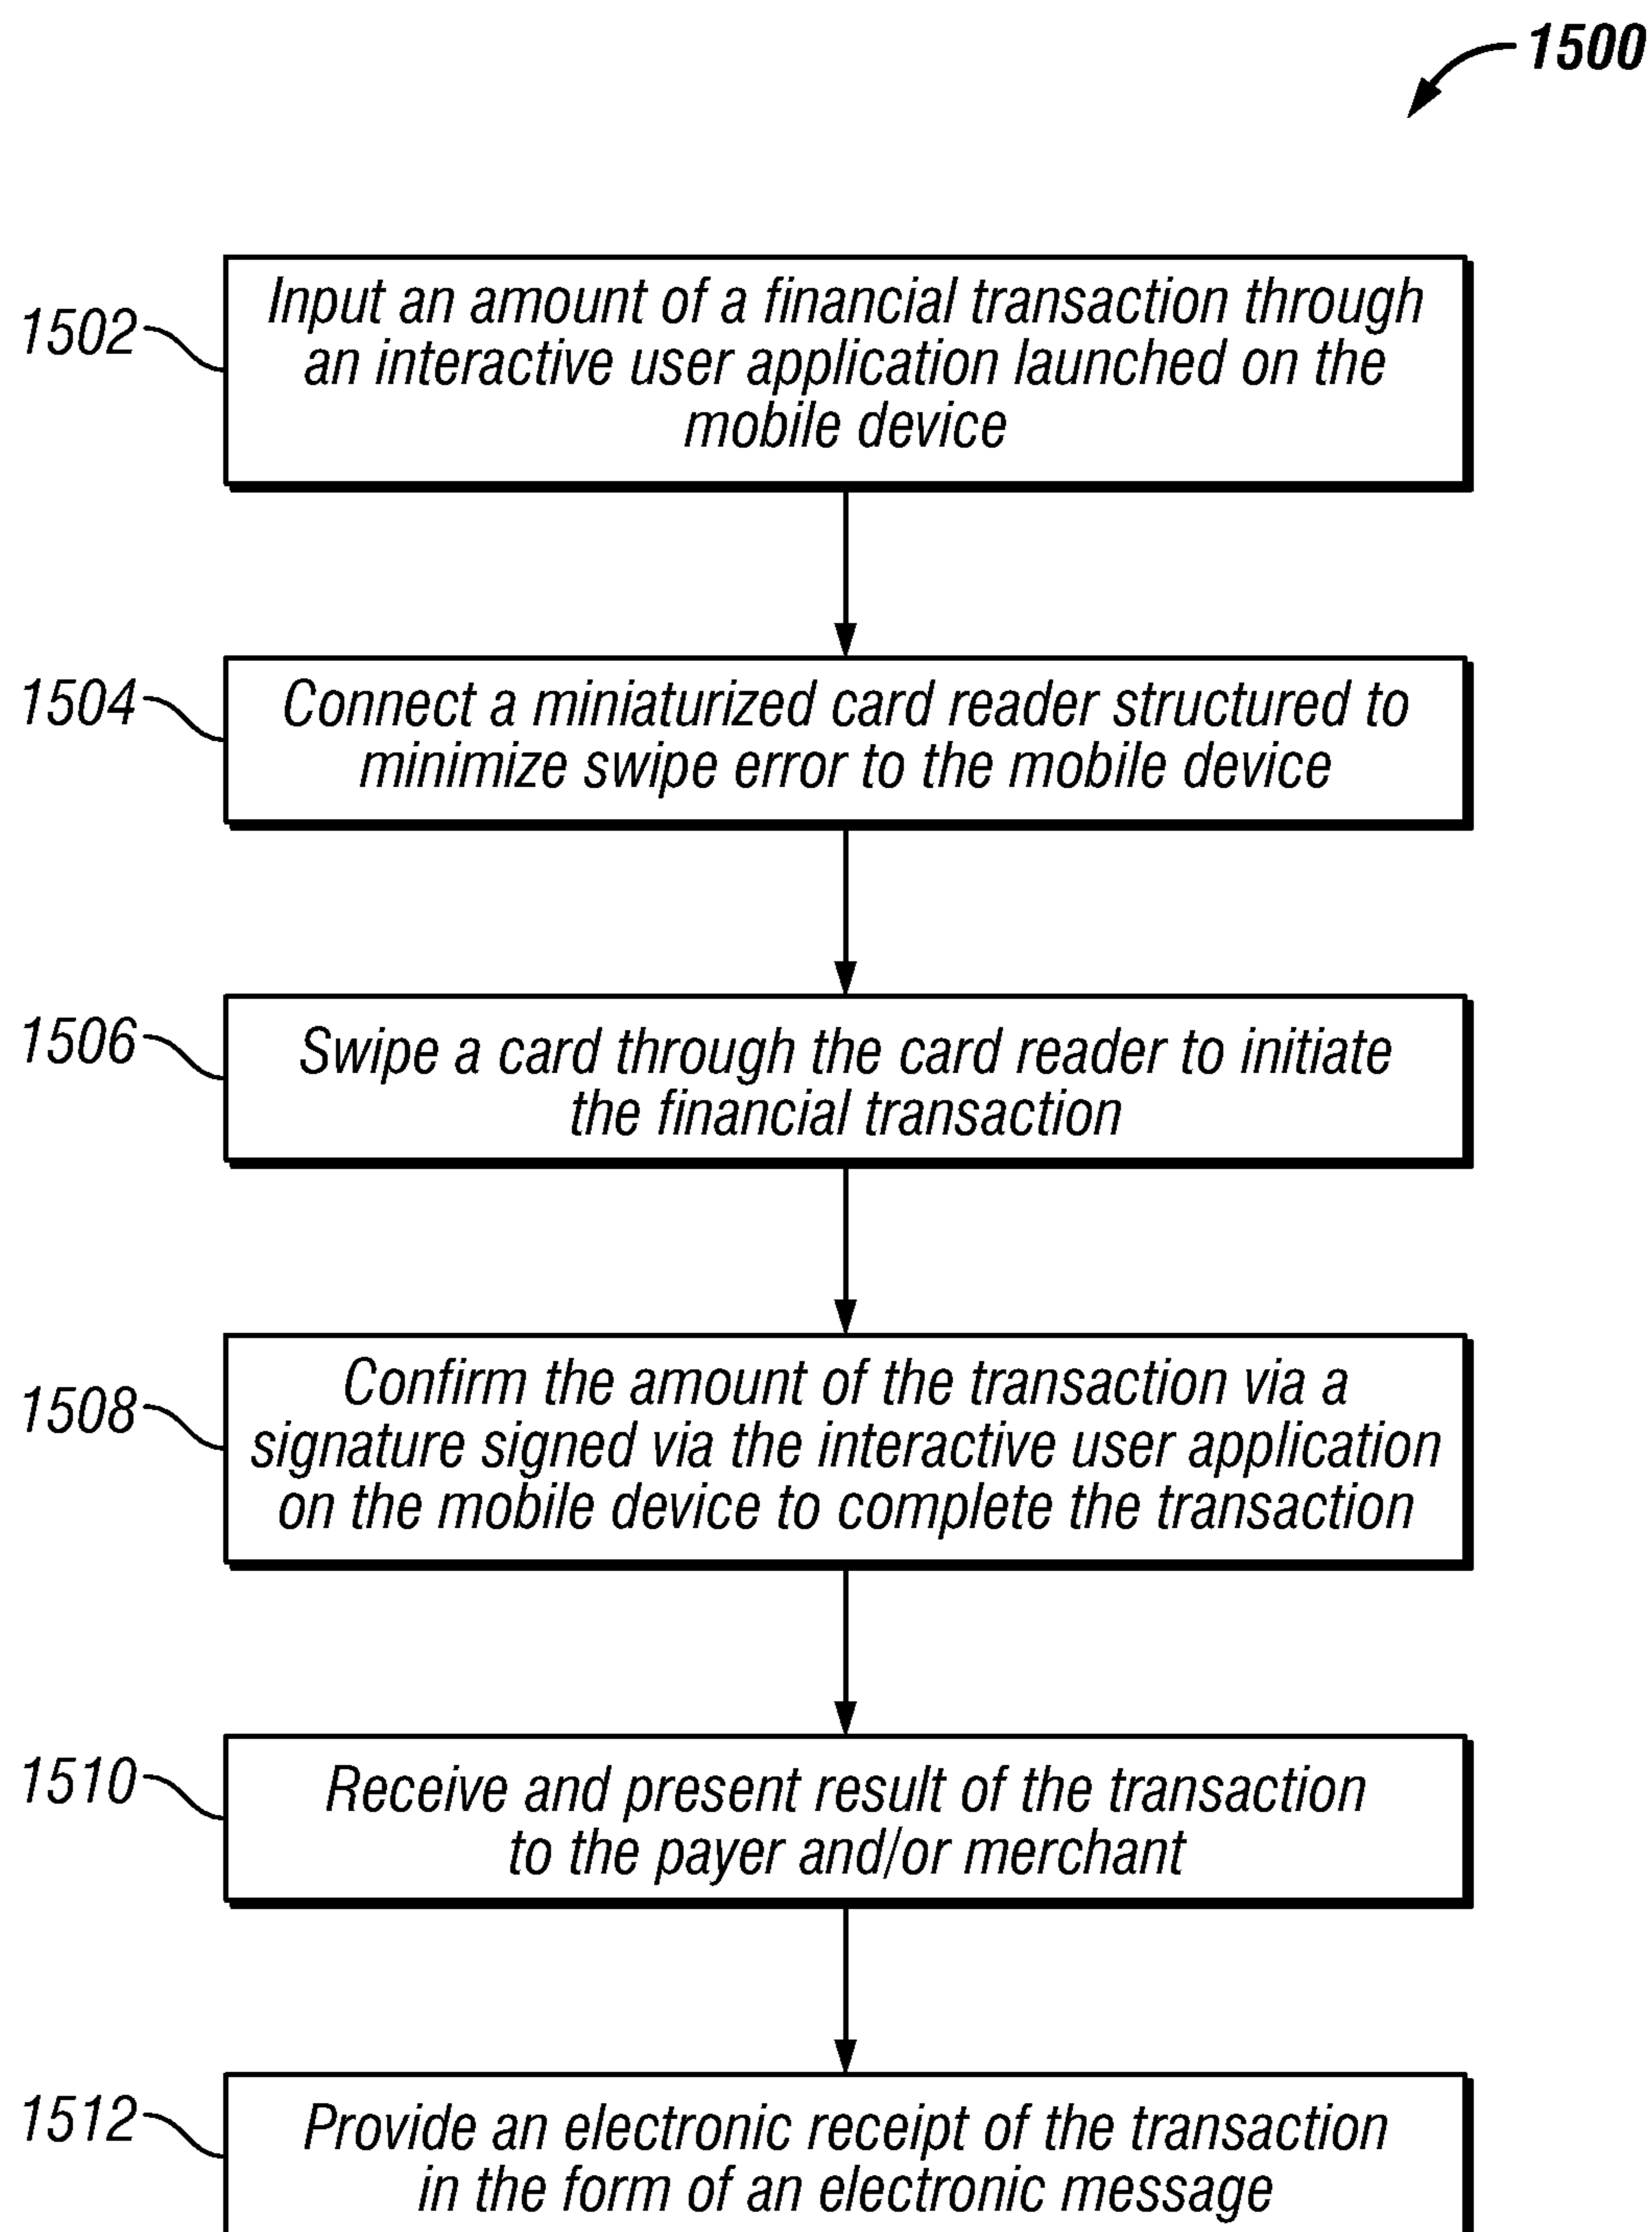 1500
1502
Input an amount of a financial transaction through
an interactive user application launched on the
mobile device
1504
Connect a miniaturized card reader structured to
minimize swipe error to the mobile device
1506
Swipe a card through the card reader to initiate
the financial transaction
1508
Confirm the amount of the transaction via a
signature signed via the interactive user application
on the mobile device to complete the transaction
1510
Receive and present result of the transaction
to the payer and/or merchant
1512
Provide an electronic receipt of the transaction
in the form of an electronic message